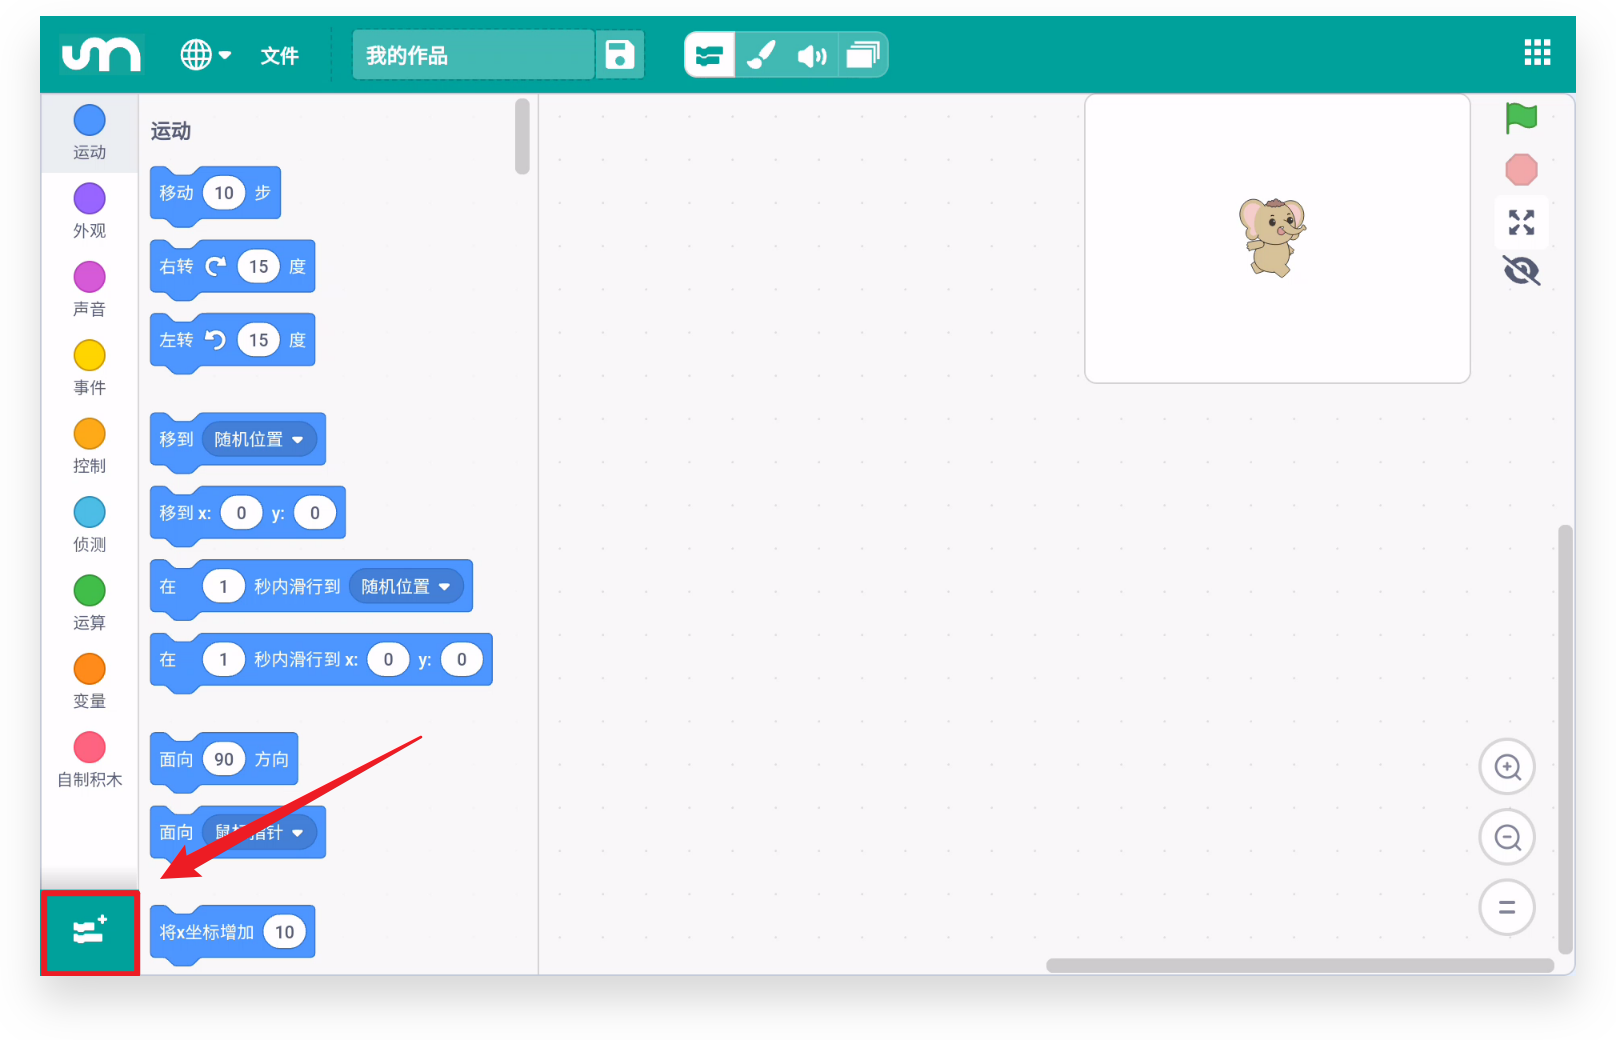 um
文件
我的作品
运动
外观
声音
事件
控制
侦测
运算
变量
自制积木
运动
移动 10 步
右转 15 度
左转 15 度
移到 随机位置
移到 x: 0 y: 0
在 1 秒内滑行到 随机位置
在 1 秒内滑行到 x: 0 y: 0
面向 90 方向
面向 鼠标指针
将x坐标增加 10